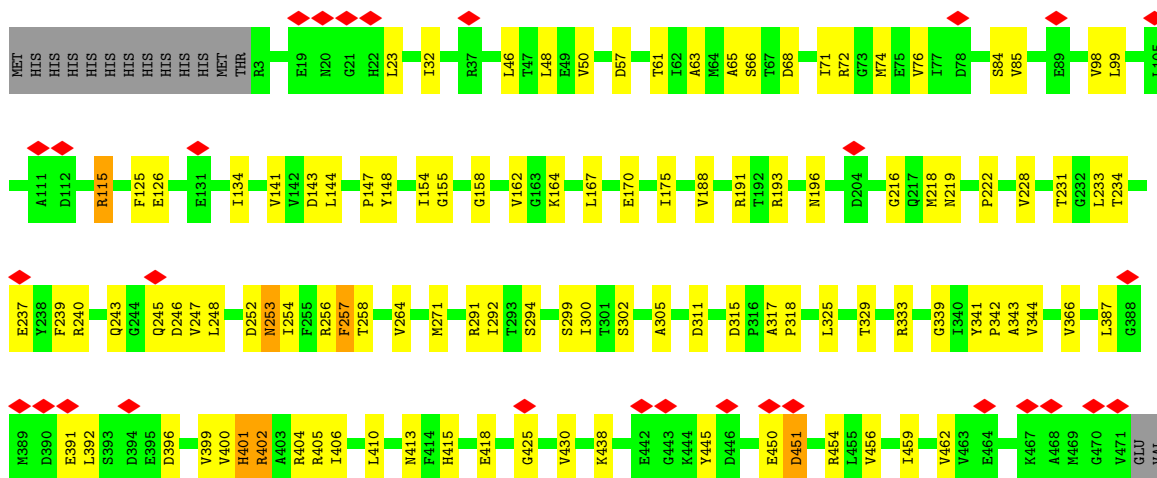 MET HIS HIS HIS HIS HIS HIS HIS HIS HIS HIS MET THR R3 E19 N20 G21 H22 L23 I32 R37 L46 T47 L48 E49 V50 D57 T61 I62 A63 M64 A65 S66 T67 D68 I71 R72 G73 M74 E75 V76 I77 D78 S84 V85 E89 V98 L99 L105
A111 D112 R115 F125 E126 E131 I134 V141 V142 D143 L144 P147 Y148 I154 G155 G158 V162 G163 K164 L167 E170 I175 V188 R191 T192 R193 N196 D204 G216 Q217 M218 N219 P222 V228 T231 G232 L233 T234
E237 Y238 F239 R240 Q243 G244 Q245 D246 V247 L248 D252 N253 I254 F255 R256 F257 T258 V264 M271 R291 I292 T293 S294 S299 T300 T301 S302 A305 D311 D315 P316 A317 P318 L325 T329 R333 G339 I340 Y341 P342 A343 V344 V366 L387 G388
M389 D390 E391 L392 S393 D394 E395 D396 V399 V400 H401 R402 A403 R404 R405 I406 L410 N413 F414 H415 E418 G425 V430 K438 E442 G443 K444 Y445 D446 E450 D451 R454 L455 V456 I459 V462 V463 E464 K467 A468 M469 G470 V471 GLU VAL